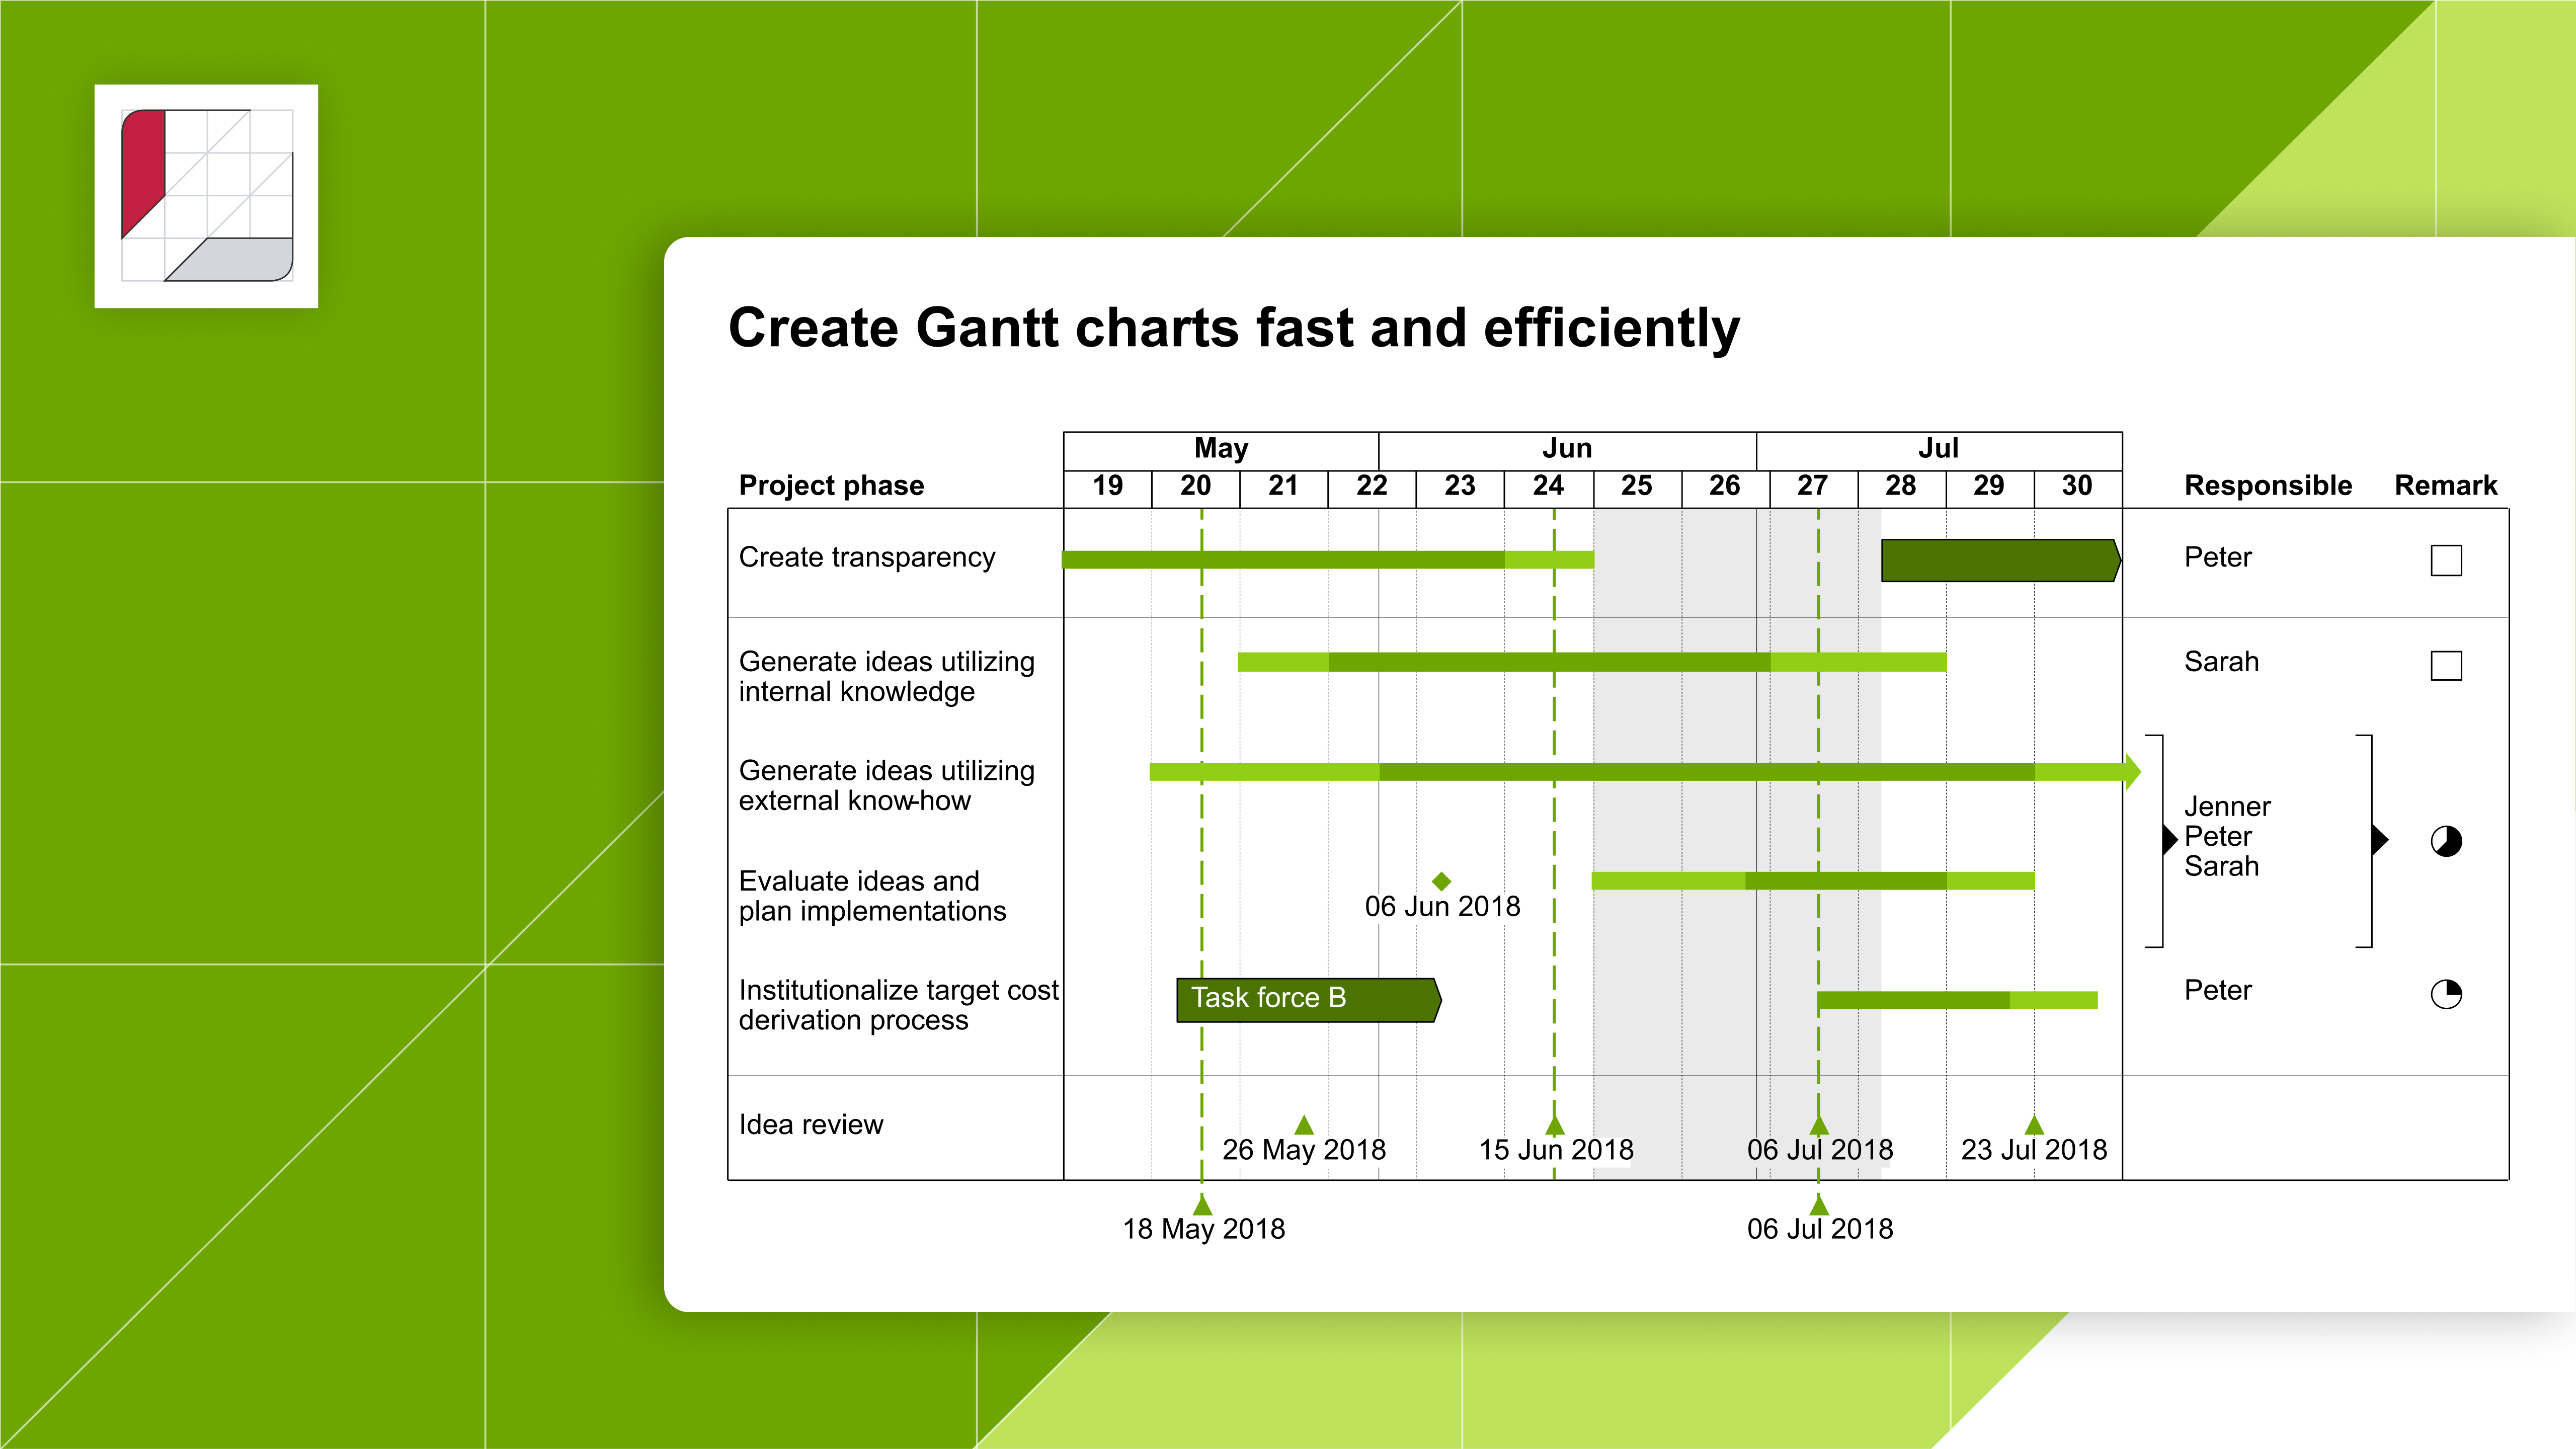 Create Gantt charts fast and efficiently
May Jun Jul
Project phase 19 20 21 22 23 24 25 26 27 28 29 30 Responsible Remark
Create transparency Peter
Generate ideas utilizing Sarah
internal knowledge
Generate ideas utilizing
external know-how
Jenner
Peter
Sarah
Evaluate ideas and
plan implementations
06 Jun 2018
Institutionalize target cost Task force B Peter
derivation process
Idea review
26 May 2018 15 Jun 2018 06 Jul 2018 23 Jul 2018
18 May 2018 06 Jul 2018